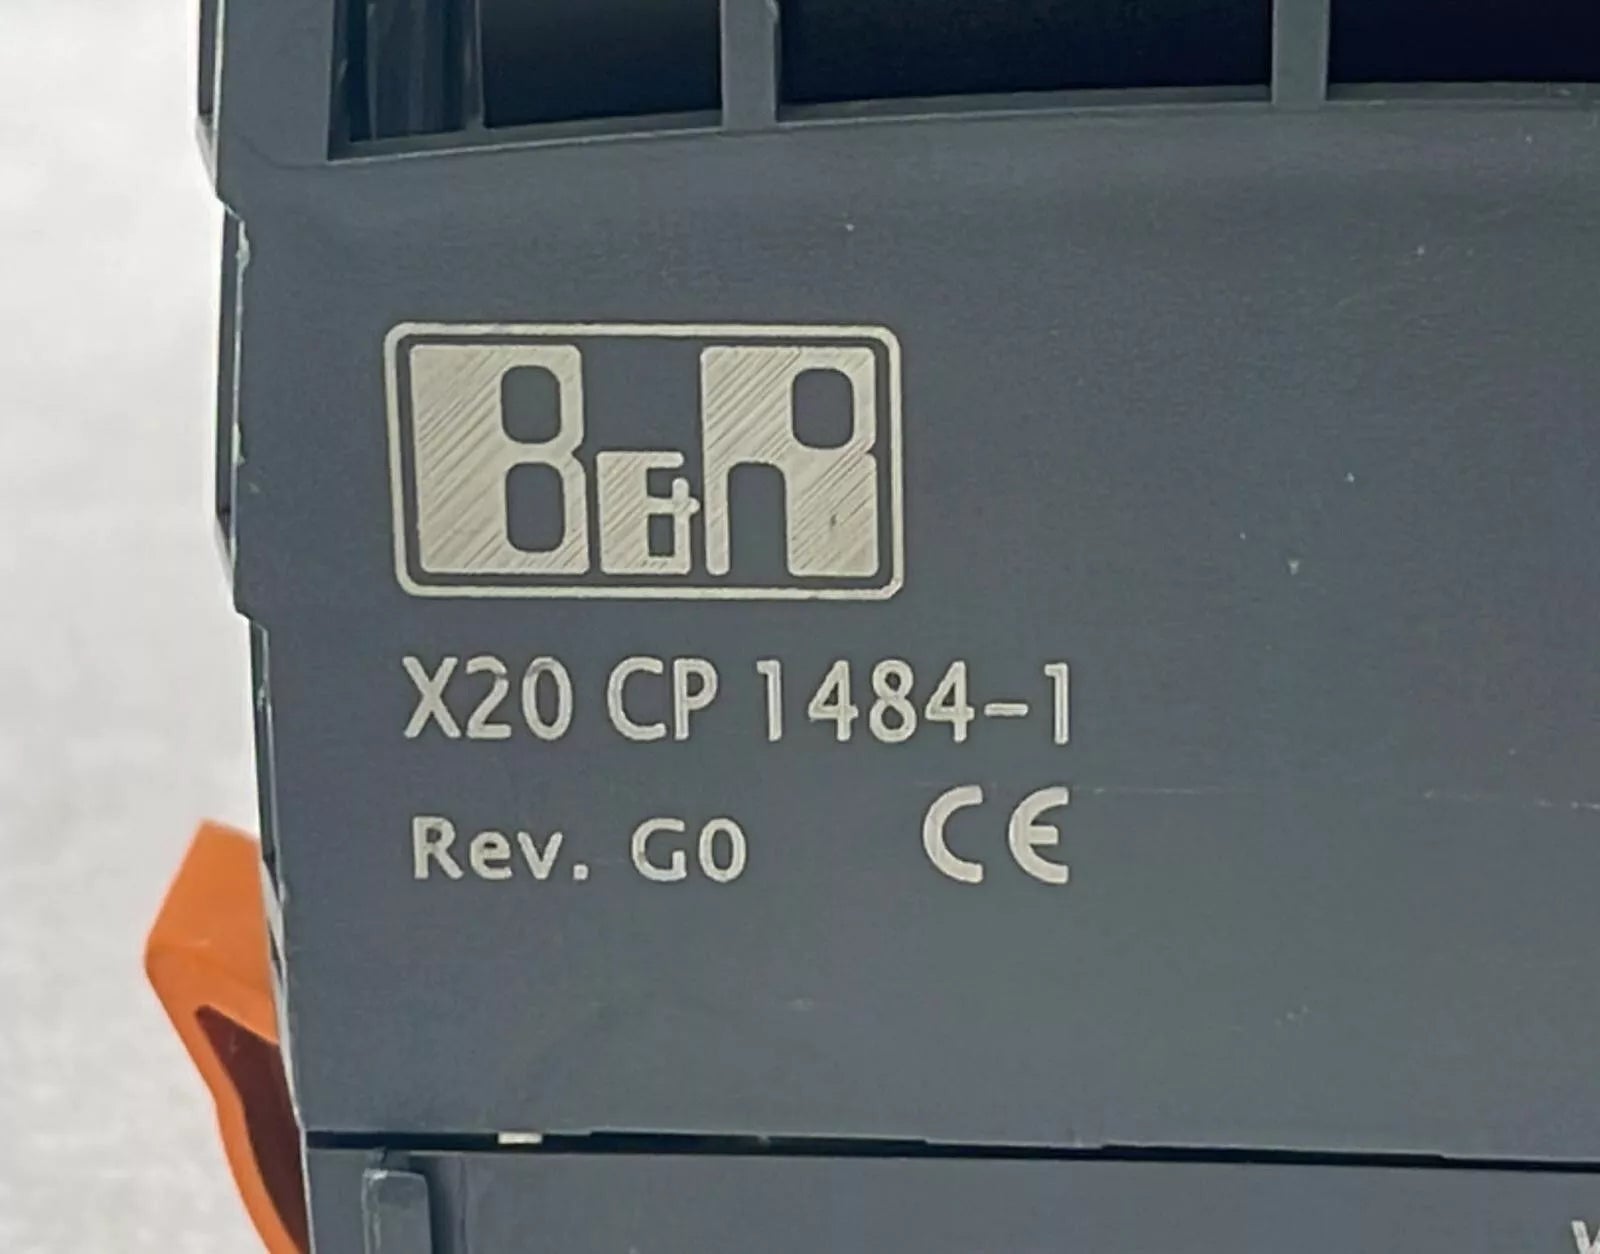 B&R
X20 CP 1484-1
Rev. G0 CE